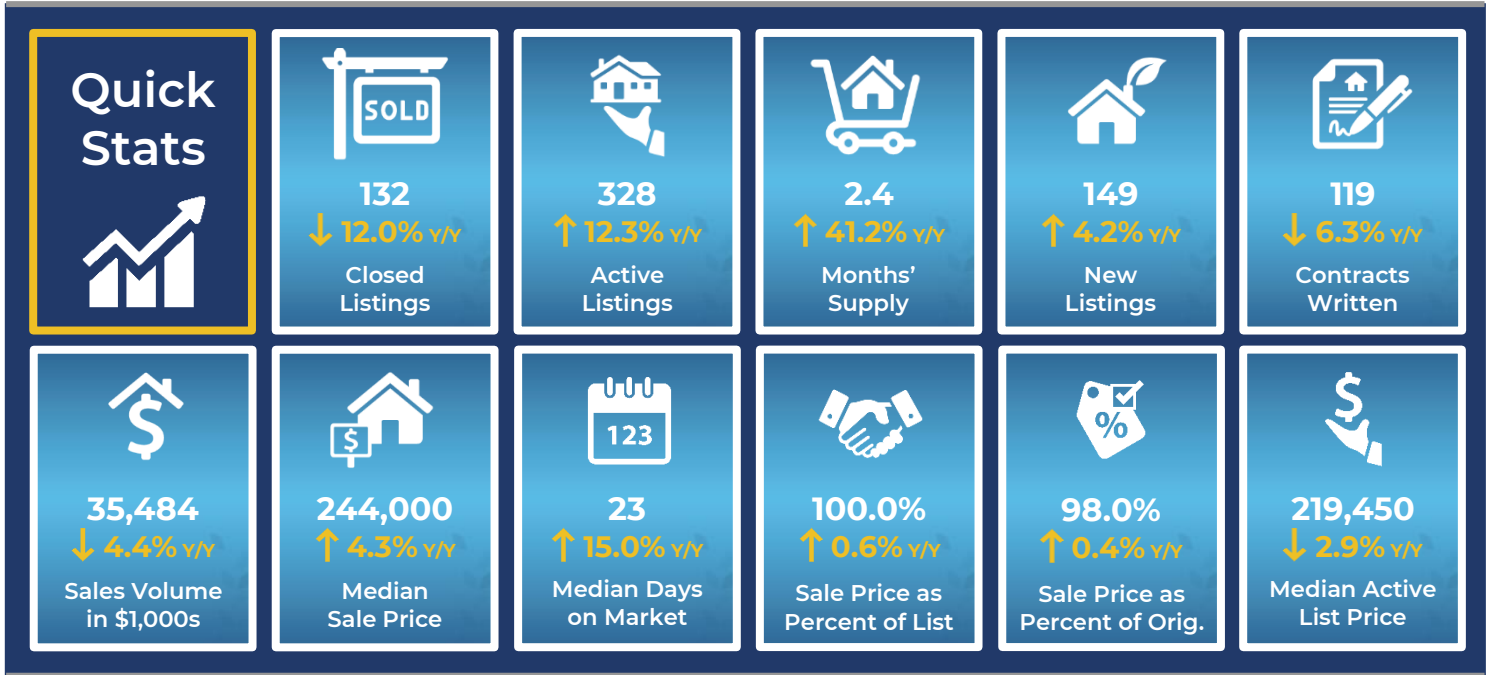 Quick
Stats
SOLD
132
↓ 12.0% Y/Y
Closed
Listings
328
↑ 12.3% Y/Y
Active
Listings
2.4
↑ 41.2% Y/Y
Months’
Supply
149
↑ 4.2% Y/Y
New
Listings
119
↓ 6.3% Y/Y
Contracts
Written
$
35,484
↓ 4.4% Y/Y
Sales Volume
in $1,000s
$
244,000
↑ 4.3% Y/Y
Median
Sale Price
123
23
↑ 15.0% Y/Y
Median Days
on Market
100.0%
↑ 0.6% Y/Y
Sale Price as
Percent of List
%
98.0%
↑ 0.4% Y/Y
Sale Price as
Percent of Orig.
$
219,450
↓ 2.9% Y/Y
Median Active
List Price